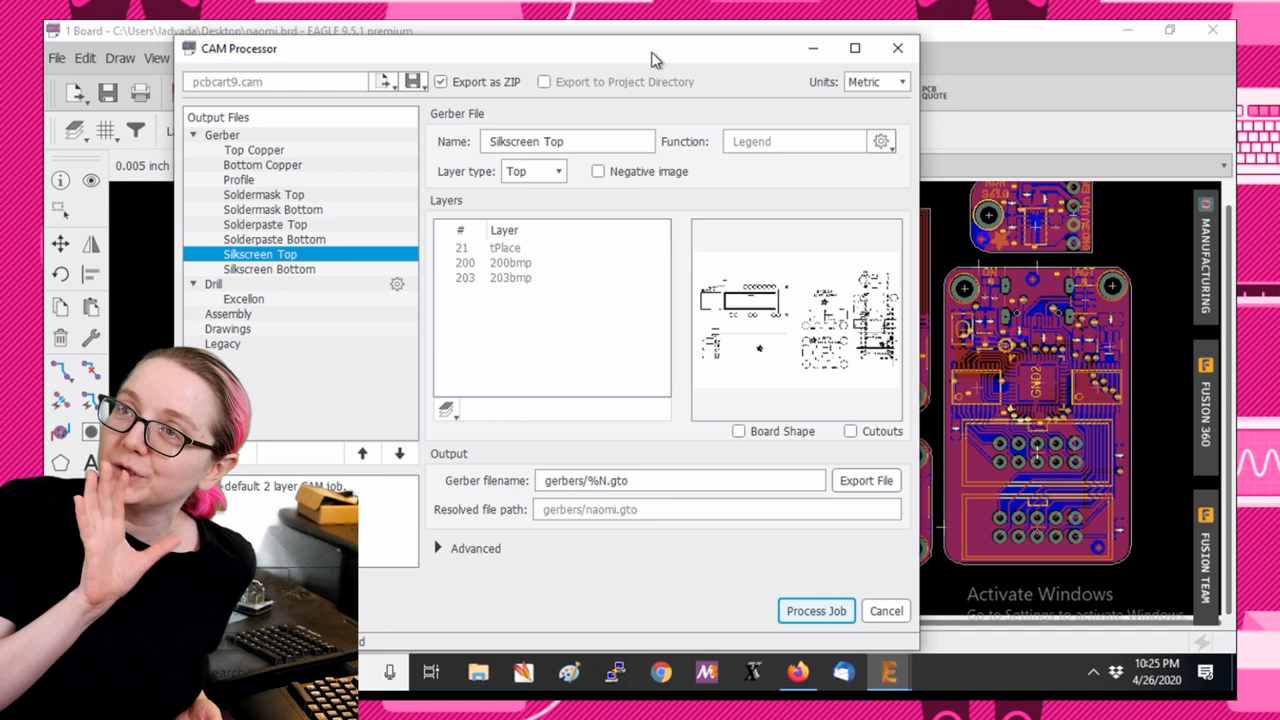 1 Board - C:\Users\ladyada\Desktop\naomi.brd - EAGLE 9.5.1 premium
CAM Processor
File Edit Draw View
pcbcart9.cam
Export as ZIP
Export to Project Directory
Units: Metric
PCB
QUOTE
Output Files
Gerber
Top Copper
Bottom Copper
Profile
Soldermask Top
Soldermask Bottom
Solderpaste Top
Solderpaste Bottom
Silkscreen Top
Silkscreen Bottom
Drill
Excellon
Assembly
Drawings
Legacy
0.005 inch
Gerber File
Name: Silkscreen Top Function: Legend
Layer type: Top Negative image
Layers
# Layer
21 tPlace
200 200bmp
203 203bmp
Board Shape Cutouts
default 2 layer CAM job.
Output
Gerber filename: gerbers/%N.gto Export File
Resolved file path: gerbers/naomi.gto
Advanced
Process Job Cancel
MANUFACTURING
FUSION 360
FUSION TEAM
ON
ACT
GND2
Activate Windows
Go to Settings to activate Windows.
10:25 PM
4/26/2020